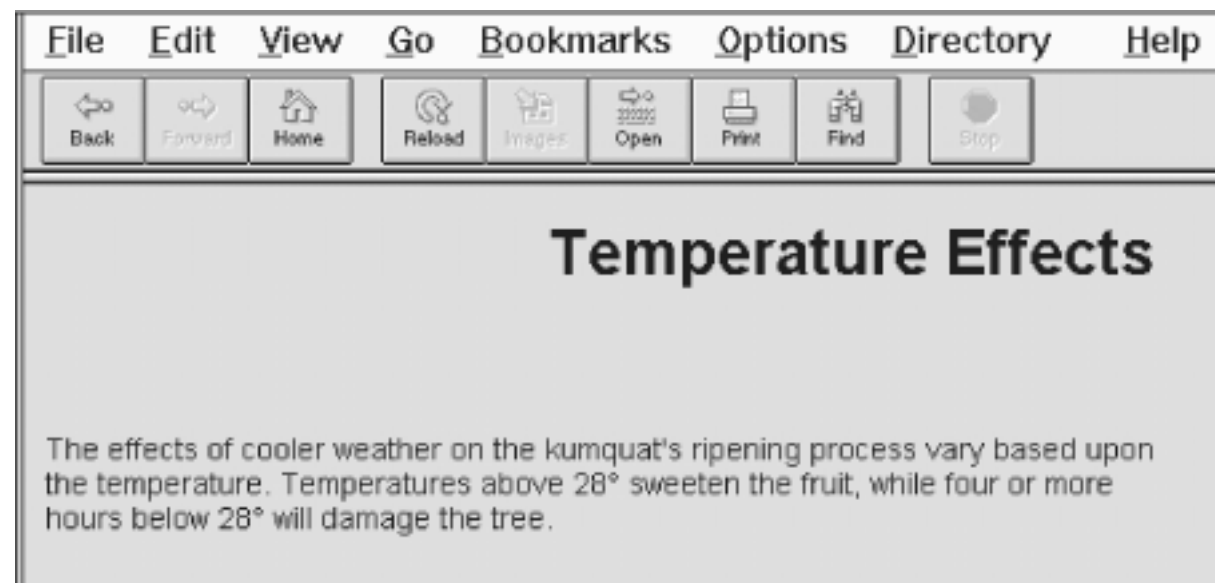 File Edit View Go Bookmarks Options Directory Help
Back Forward Home Reload Images Open Print Find Stop
Temperature Effects
The effects of cooler weather on the kumquat's ripening process vary based upon
the temperature. Temperatures above 28° sweeten the fruit, while four or more
hours below 28° will damage the tree.